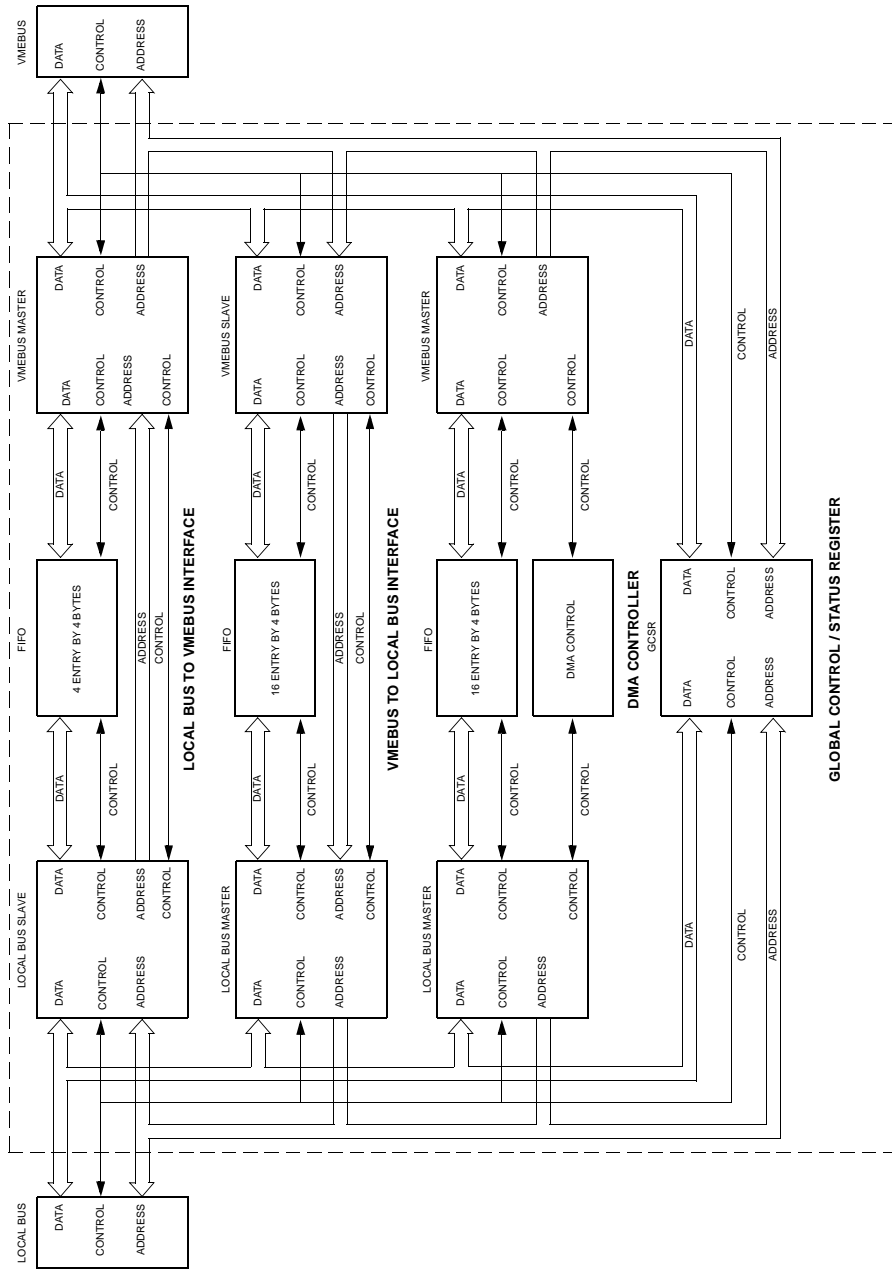 LOCAL BUS
DATA
CONTROL
ADDRESS
LOCAL BUS SLAVE
DATA
CONTROL
ADDRESS
DATA
CONTROL
ADDRESS
CONTROL
DATA
CONTROL
FIFO
4 ENTRY BY 4 BYTES
DATA
CONTROL
ADDRESS
CONTROL
LOCAL BUS TO VMEBUS INTERFACE
VMEBUS MASTER
DATA
CONTROL
ADDRESS
CONTROL
DATA
CONTROL
ADDRESS
VMEBUS
DATA
CONTROL
ADDRESS
LOCAL BUS MASTER
DATA
CONTROL
ADDRESS
DATA
CONTROL
ADDRESS
CONTROL
DATA
CONTROL
FIFO
16 ENTRY BY 4 BYTES
DATA
CONTROL
ADDRESS
CONTROL
VMEBUS TO LOCAL BUS INTERFACE
VMEBUS SLAVE
DATA
CONTROL
ADDRESS
CONTROL
DATA
CONTROL
ADDRESS
LOCAL BUS MASTER
DATA
CONTROL
ADDRESS
DATA
CONTROL
CONTROL
DATA
CONTROL
CONTROL
FIFO
16 ENTRY BY 4 BYTES
DMA CONTROL
DATA
CONTROL
CONTROL
DMA CONTROLLER
VMEBUS MASTER
DATA
CONTROL
CONTROL
DATA
CONTROL
ADDRESS
DATA
CONTROL
ADDRESS
GCSR
DATA
CONTROL
ADDRESS
DATA
CONTROL
ADDRESS
DATA
CONTROL
ADDRESS
GLOBAL CONTROL / STATUS REGISTER